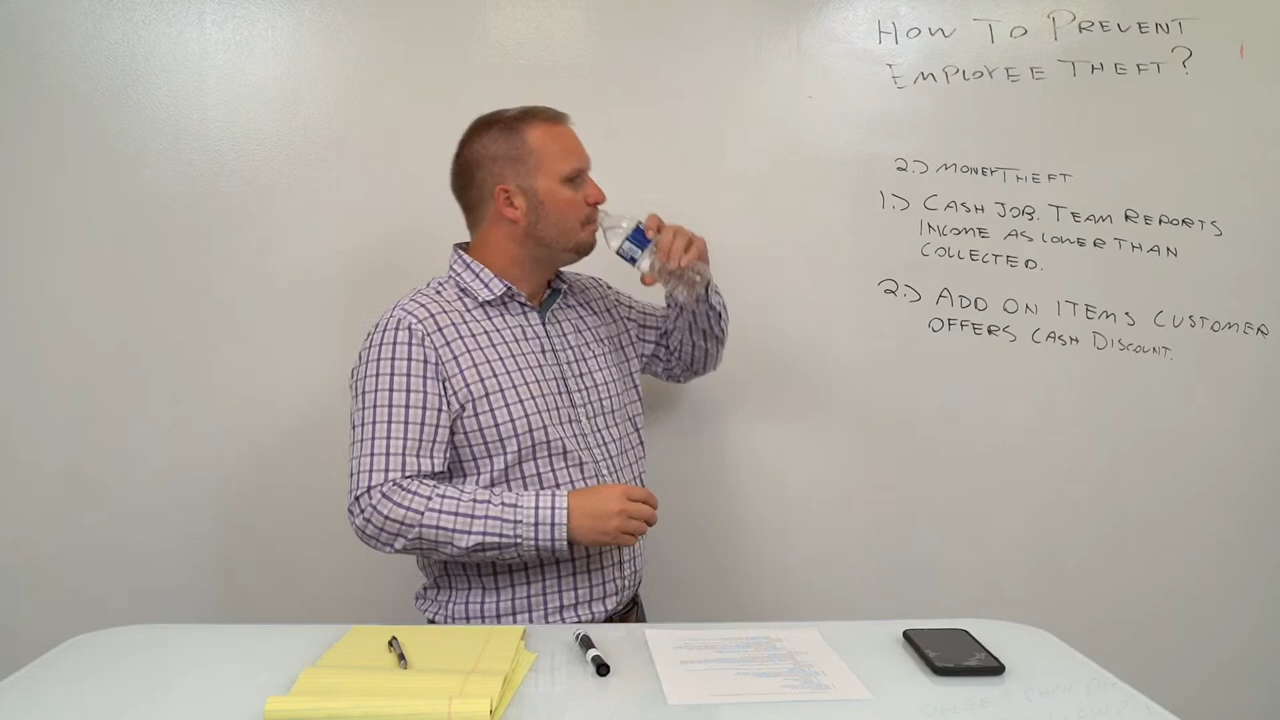 HOW TO PREVENT
EMPLOYEE THEFT?
2.) MONEY THEFT
1.) CASH JOB. TEAM REPORTS
INCOME AS LOWER THAN
COLLECTED.
2.) ADD ON ITEMS CUSTOMER
OFFERS CASH DISCOUNT.